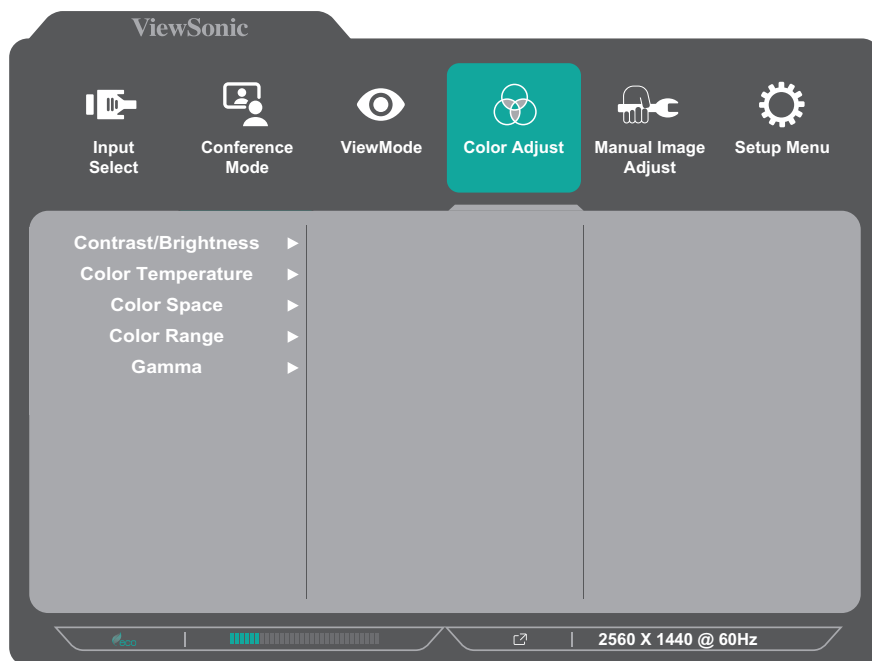 ViewSonic
Input
Select
Conference
Mode
ViewMode
Color Adjust
Manual Image
Adjust
Setup Menu
Contrast/Brightness
Color Temperature
Color Space
Color Range
Gamma
eco
2560 X 1440 @ 60Hz